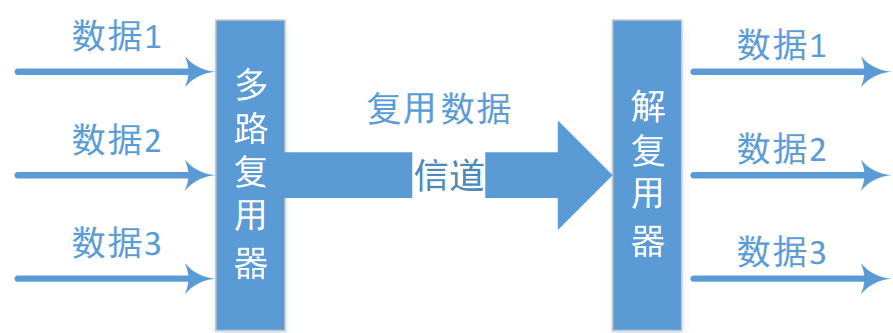 数据1
数据2
数据3
多路复用器
复用数据
信道
解复用器
数据1
数据2
数据3